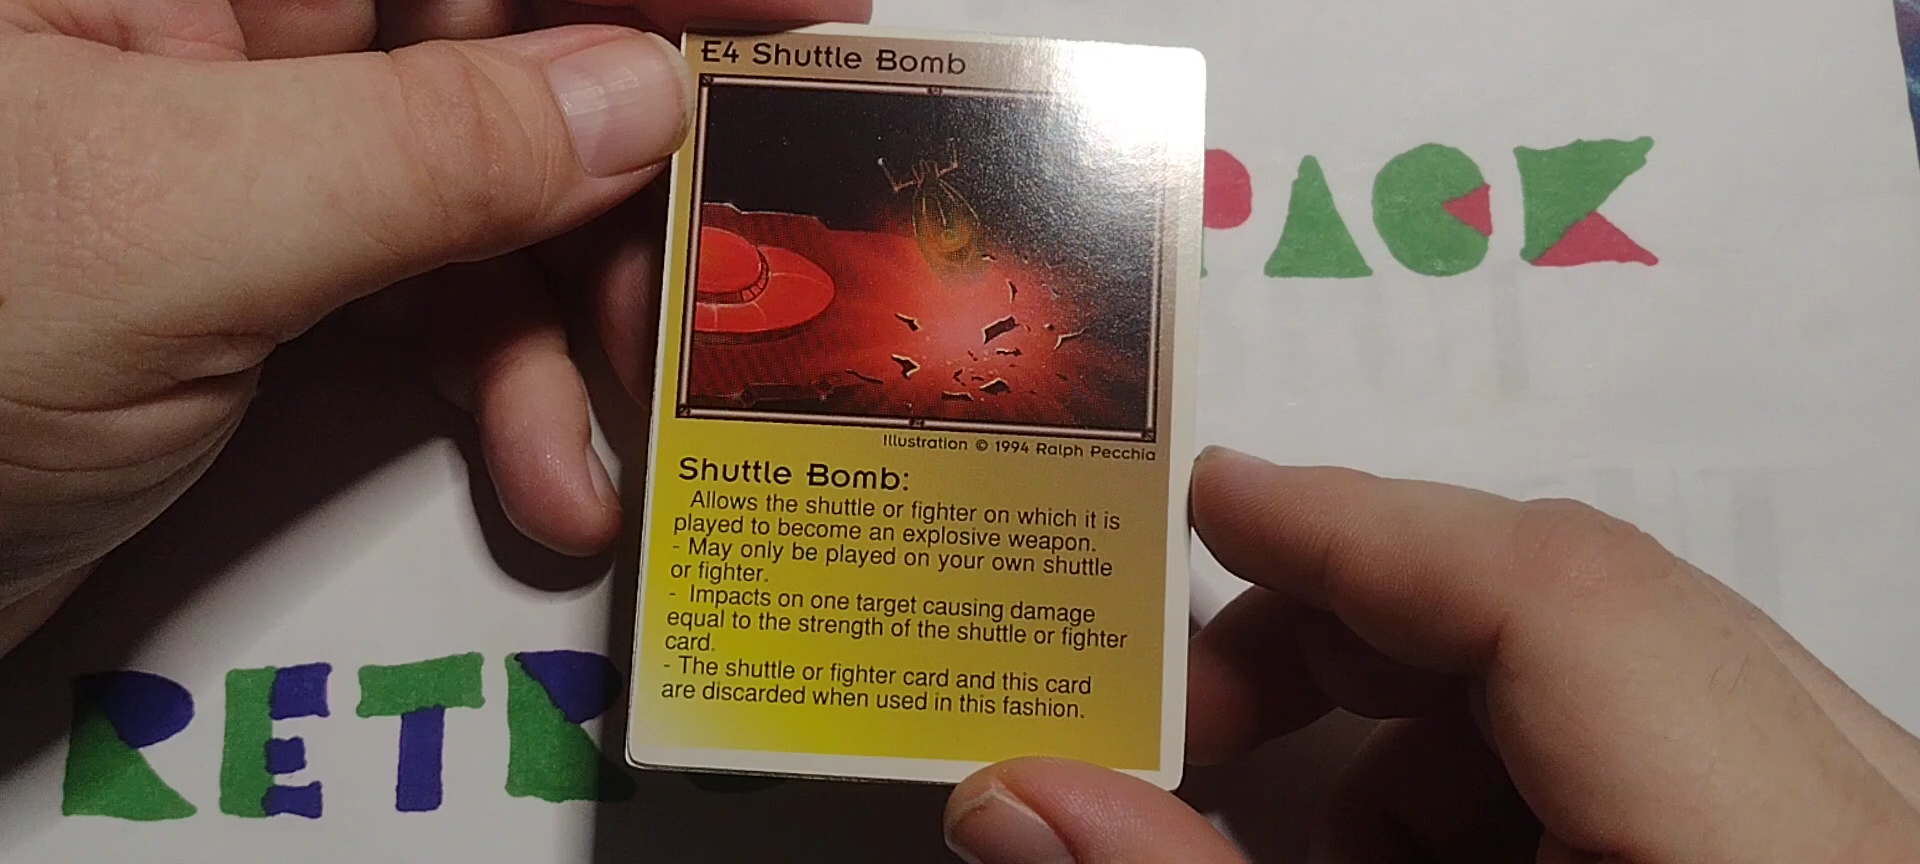 E4 Shuttle Bomb
Illustration © 1994 Ralph Pecchia
Shuttle Bomb:
Allows the shuttle or fighter on which it is
played to become an explosive weapon.
- May only be played on your own shuttle
or fighter.
- Impacts on one target causing damage
equal to the strength of the shuttle or fighter
card.
- The shuttle or fighter card and this card
are discarded when used in this fashion.
PACK
RETR